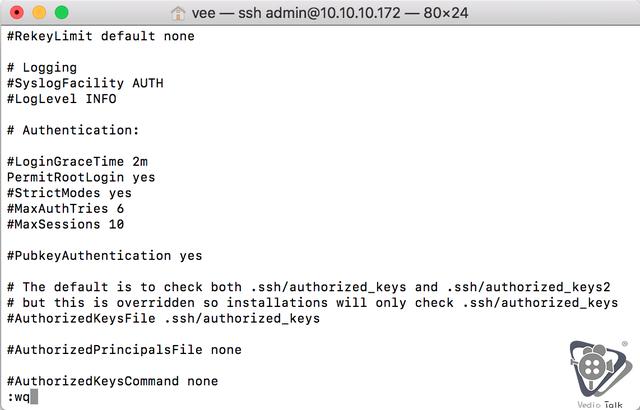 vee — ssh admin@10.10.10.172 — 80×24
#RekeyLimit default none
# Logging
#SyslogFacility AUTH
#LogLevel INFO
# Authentication:
#LoginGraceTime 2m
PermitRootLogin yes
#StrictModes yes
#MaxAuthTries 6
#MaxSessions 10
#PubkeyAuthentication yes
# The default is to check both .ssh/authorized_keys and .ssh/authorized_keys2
# but this is overridden so installations will only check .ssh/authorized_keys
#AuthorizedKeysFile .ssh/authorized_keys
#AuthorizedPrincipalsFile none
#AuthorizedKeysCommand none
:wq
®
Vedio Talk